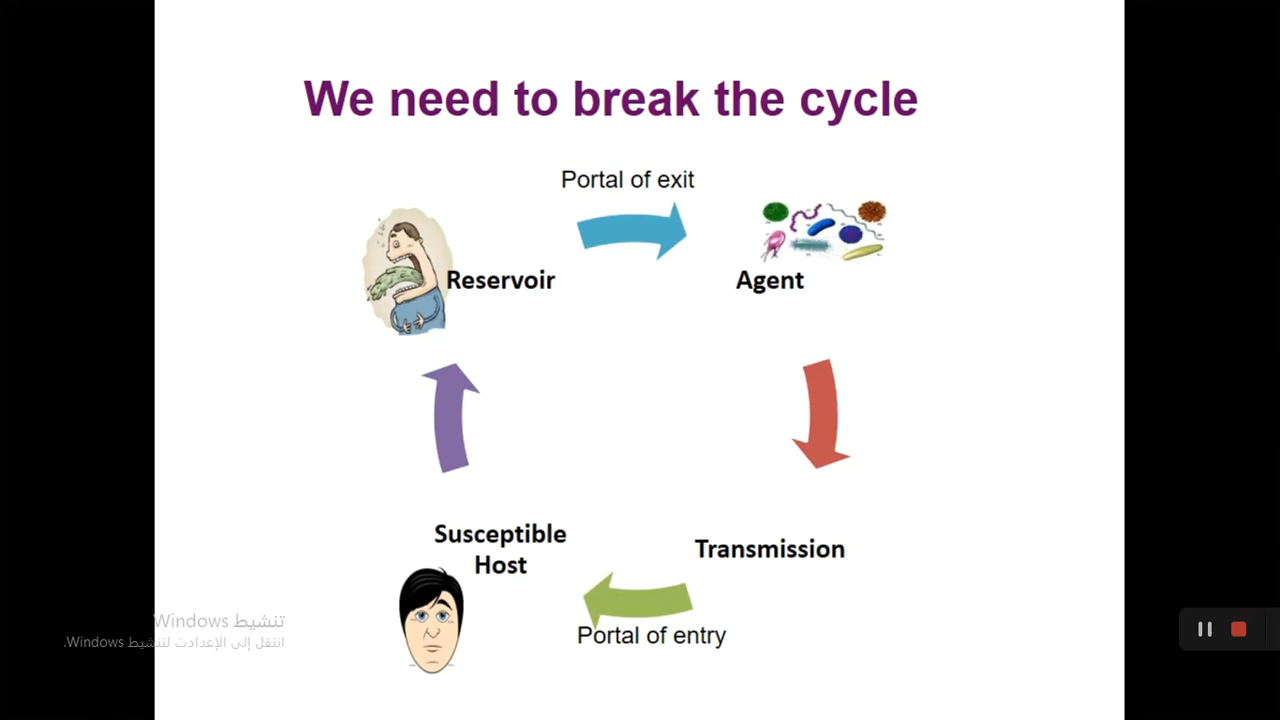 We need to break the cycle
Portal of exit
Reservoir
Agent
Susceptible
Host
Transmission
Portal of entry
تنشيط Windows
انتقل إلى الإعدادت لتنشيط Windows.